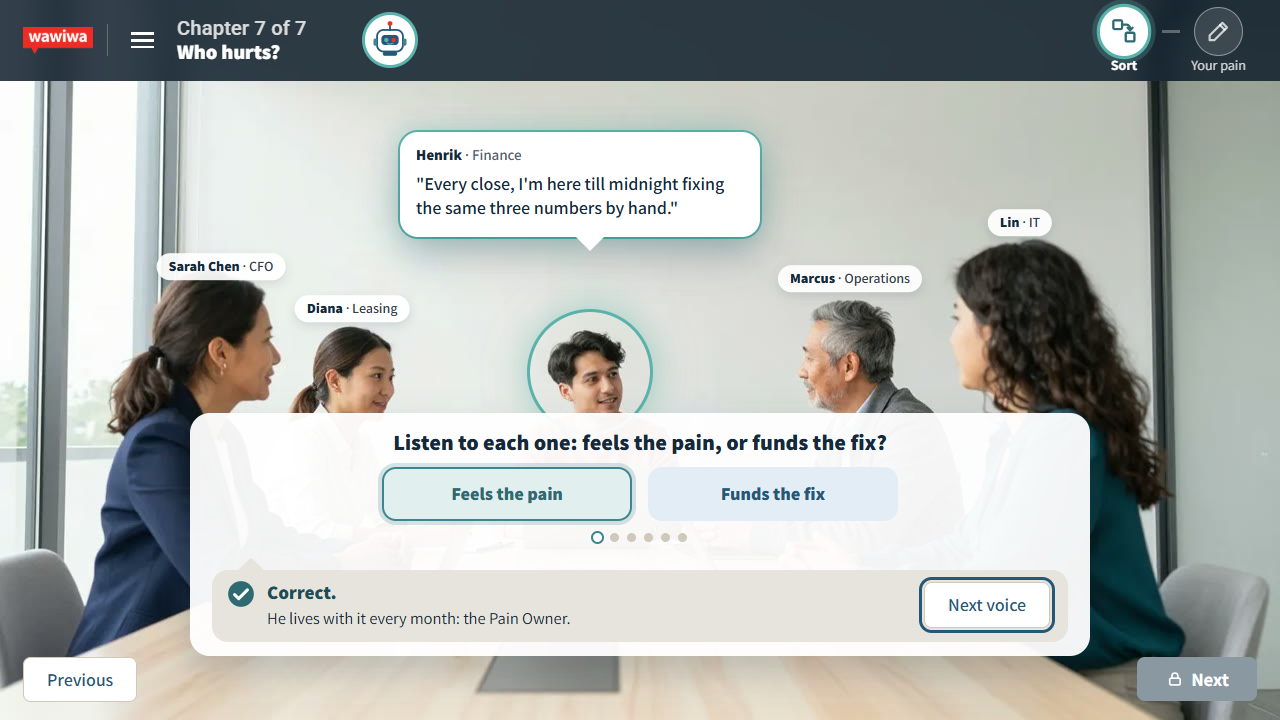 wawiwa
Chapter 7 of 7
Who hurts?
Sort
Your pain
Henrik · Finance
"Every close, I'm here till midnight fixing
the same three numbers by hand."
Lin · IT
Sarah Chen · CFO
Marcus · Operations
Diana · Leasing
Listen to each one: feels the pain, or funds the fix?
Feels the pain
Funds the fix
Correct.
He lives with it every month: the Pain Owner.
Next voice
Previous
Next